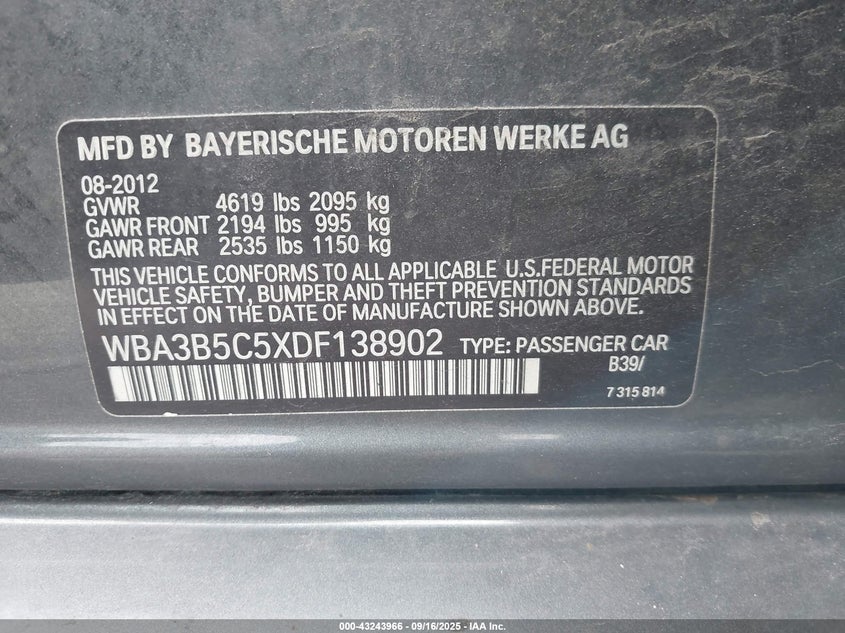 MFD BY BAYERISCHE MOTOREN WERKE AG
08-2012
GVWR 4619 lbs 2095 kg
GAWR FRONT 2194 lbs 995 kg
GAWR REAR 2535 lbs 1150 kg
THIS VEHICLE CONFORMS TO ALL APPLICABLE U.S.FEDERAL MOTOR
VEHICLE SAFETY, BUMPER AND THEFT PREVENTION STANDARDS
IN EFFECT ON THE DATE OF MANUFACTURE SHOWN ABOVE.
WBA3B5C5XDF138902 TYPE: PASSENGER CAR
B39/
7 315 814
000-43243966 - 09/16/2025 - IAA Inc.